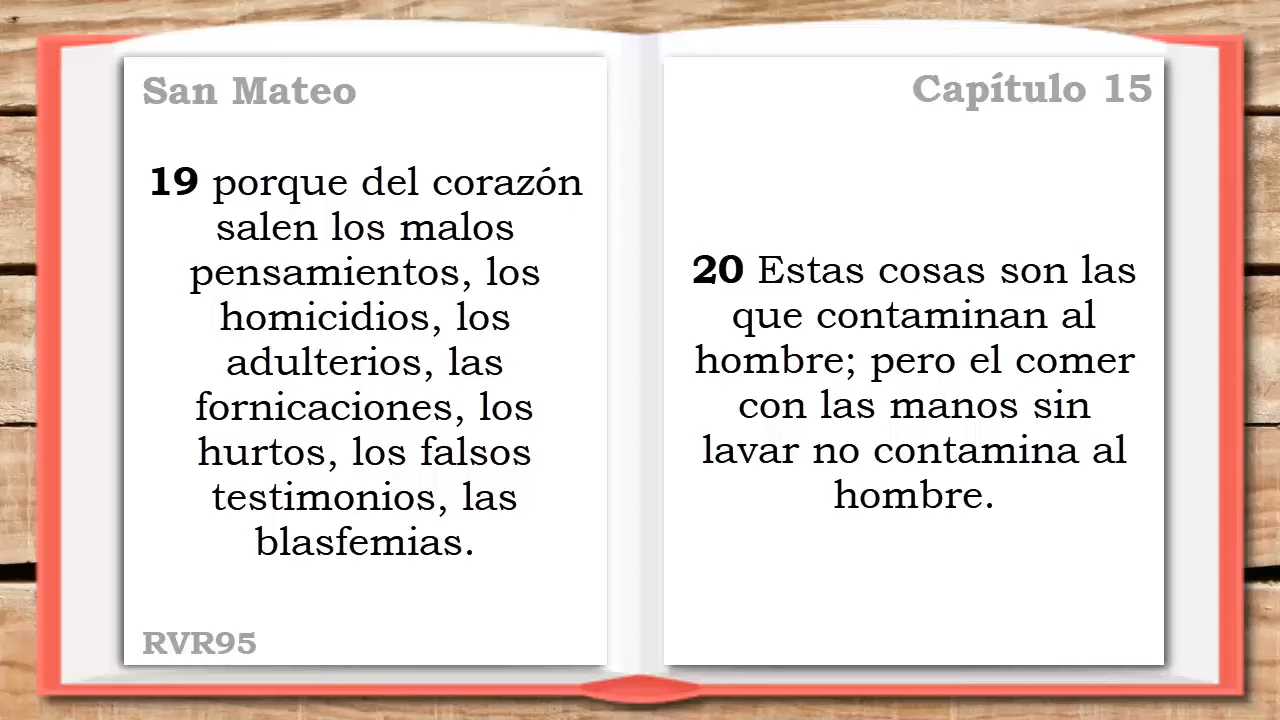 San Mateo
19 porque del corazón
salen los malos
pensamientos, los
homicidios, los
adulterios, las
fornicaciones, los
hurtos, los falsos
testimonios, las
blasfemias.
RVR95
Capítulo 15
20 Estas cosas son las
que contaminan al
hombre; pero el comer
con las manos sin
lavar no contamina al
hombre.